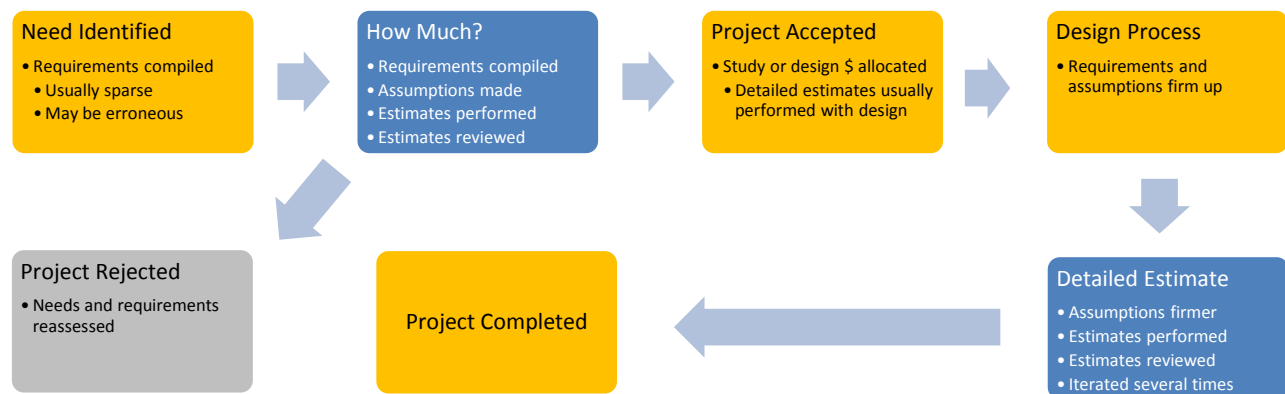 Need Identified
• Requirements compiled
• Usually sparse
• May be erroneous
How Much?
• Requirements compiled
• Assumptions made
• Estimates performed
• Estimates reviewed
Project Accepted
• Study or design $ allocated
• Detailed estimates usually
performed with design
Design Process
• Requirements and
assumptions firm up
Project Rejected
• Needs and requirements
reassessed
Project Completed
Detailed Estimate
• Assumptions firmer
• Estimates performed
• Estimates reviewed
• Iterated several times